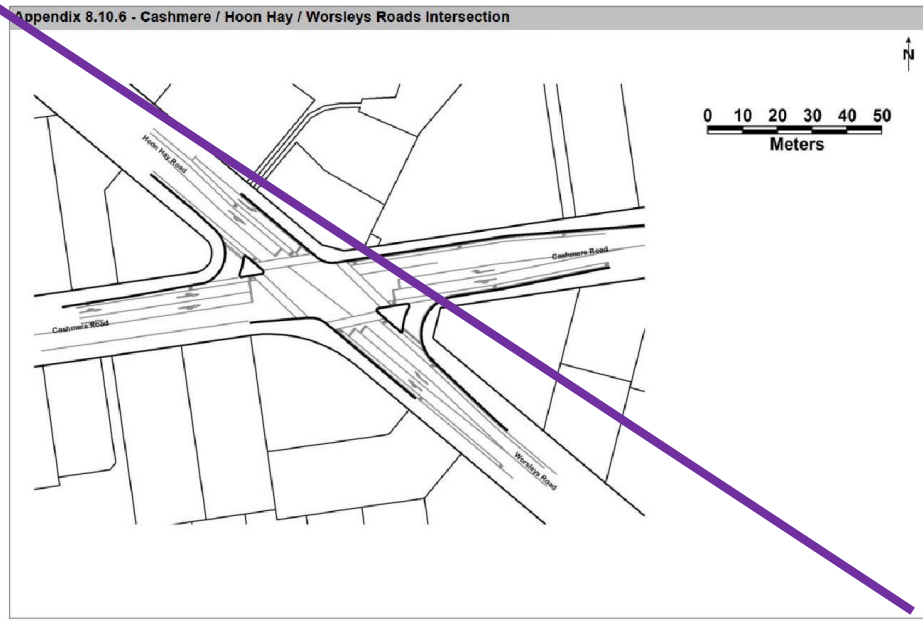 Appendix 8.10.6 - Cashmere / Hoon Hay / Worsleys Roads Intersection
N
0 10 20 30 40 50
Meters
Hoon Hay Road
Cashmere Road
Cashmere Road
Worsleys Road